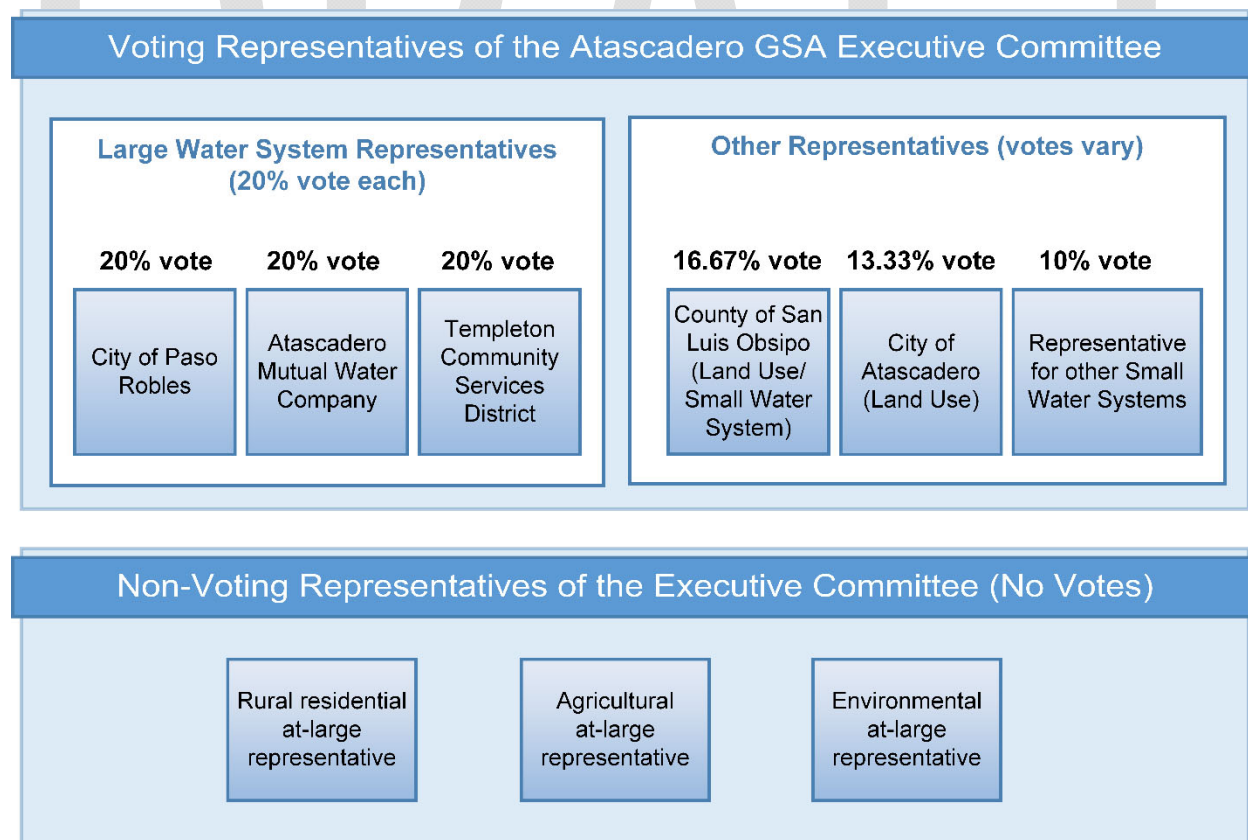 Voting Representatives of the Atascadero GSA Executive Committee
Large Water System Representatives
(20% vote each)
20% vote
20% vote
20% vote
City of Paso
Robles
Atascadero
Mutual Water
Company
Templeton
Community
Services
District
Other Representatives (votes vary)
16.67% vote
13.33% vote
10% vote
County of San
Luis Obsipo
(Land Use/
Small Water
System)
City of
Atascadero
(Land Use)
Representative
for other Small
Water Systems
Non-Voting Representatives of the Executive Committee (No Votes)
Rural residential
at-large
representative
Agricultural
at-large
representative
Environmental
at-large
representative